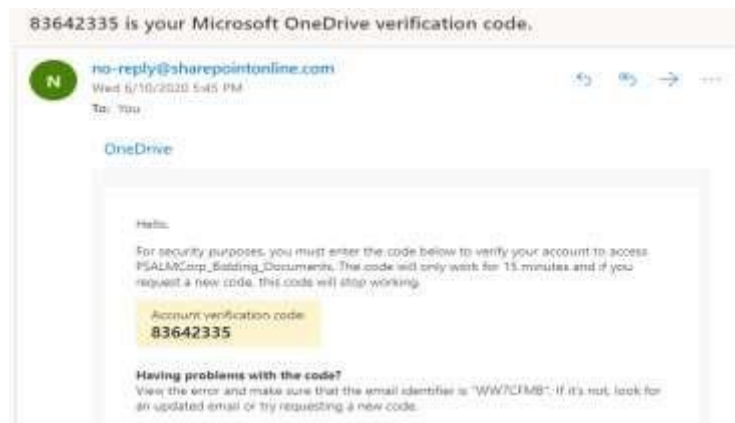 83642335 is your Microsoft OneDrive verification code.
N
no-reply@sharepointonline.com
Wed 6/10/2020 5:45 PM
To: You
OneDrive
Hello,
For security purposes, you must enter the code below to verify your account to access
PSALMCorp_Bidding_Documents. The code will only work for 15 minutes and if you
request a new code, this code will stop working.
Account verification code:
83642335
Having problems with the code?
View the error and make sure that the email identifier is "WW7CFMB". If it's not, look for
an updated email or try requesting a new code.